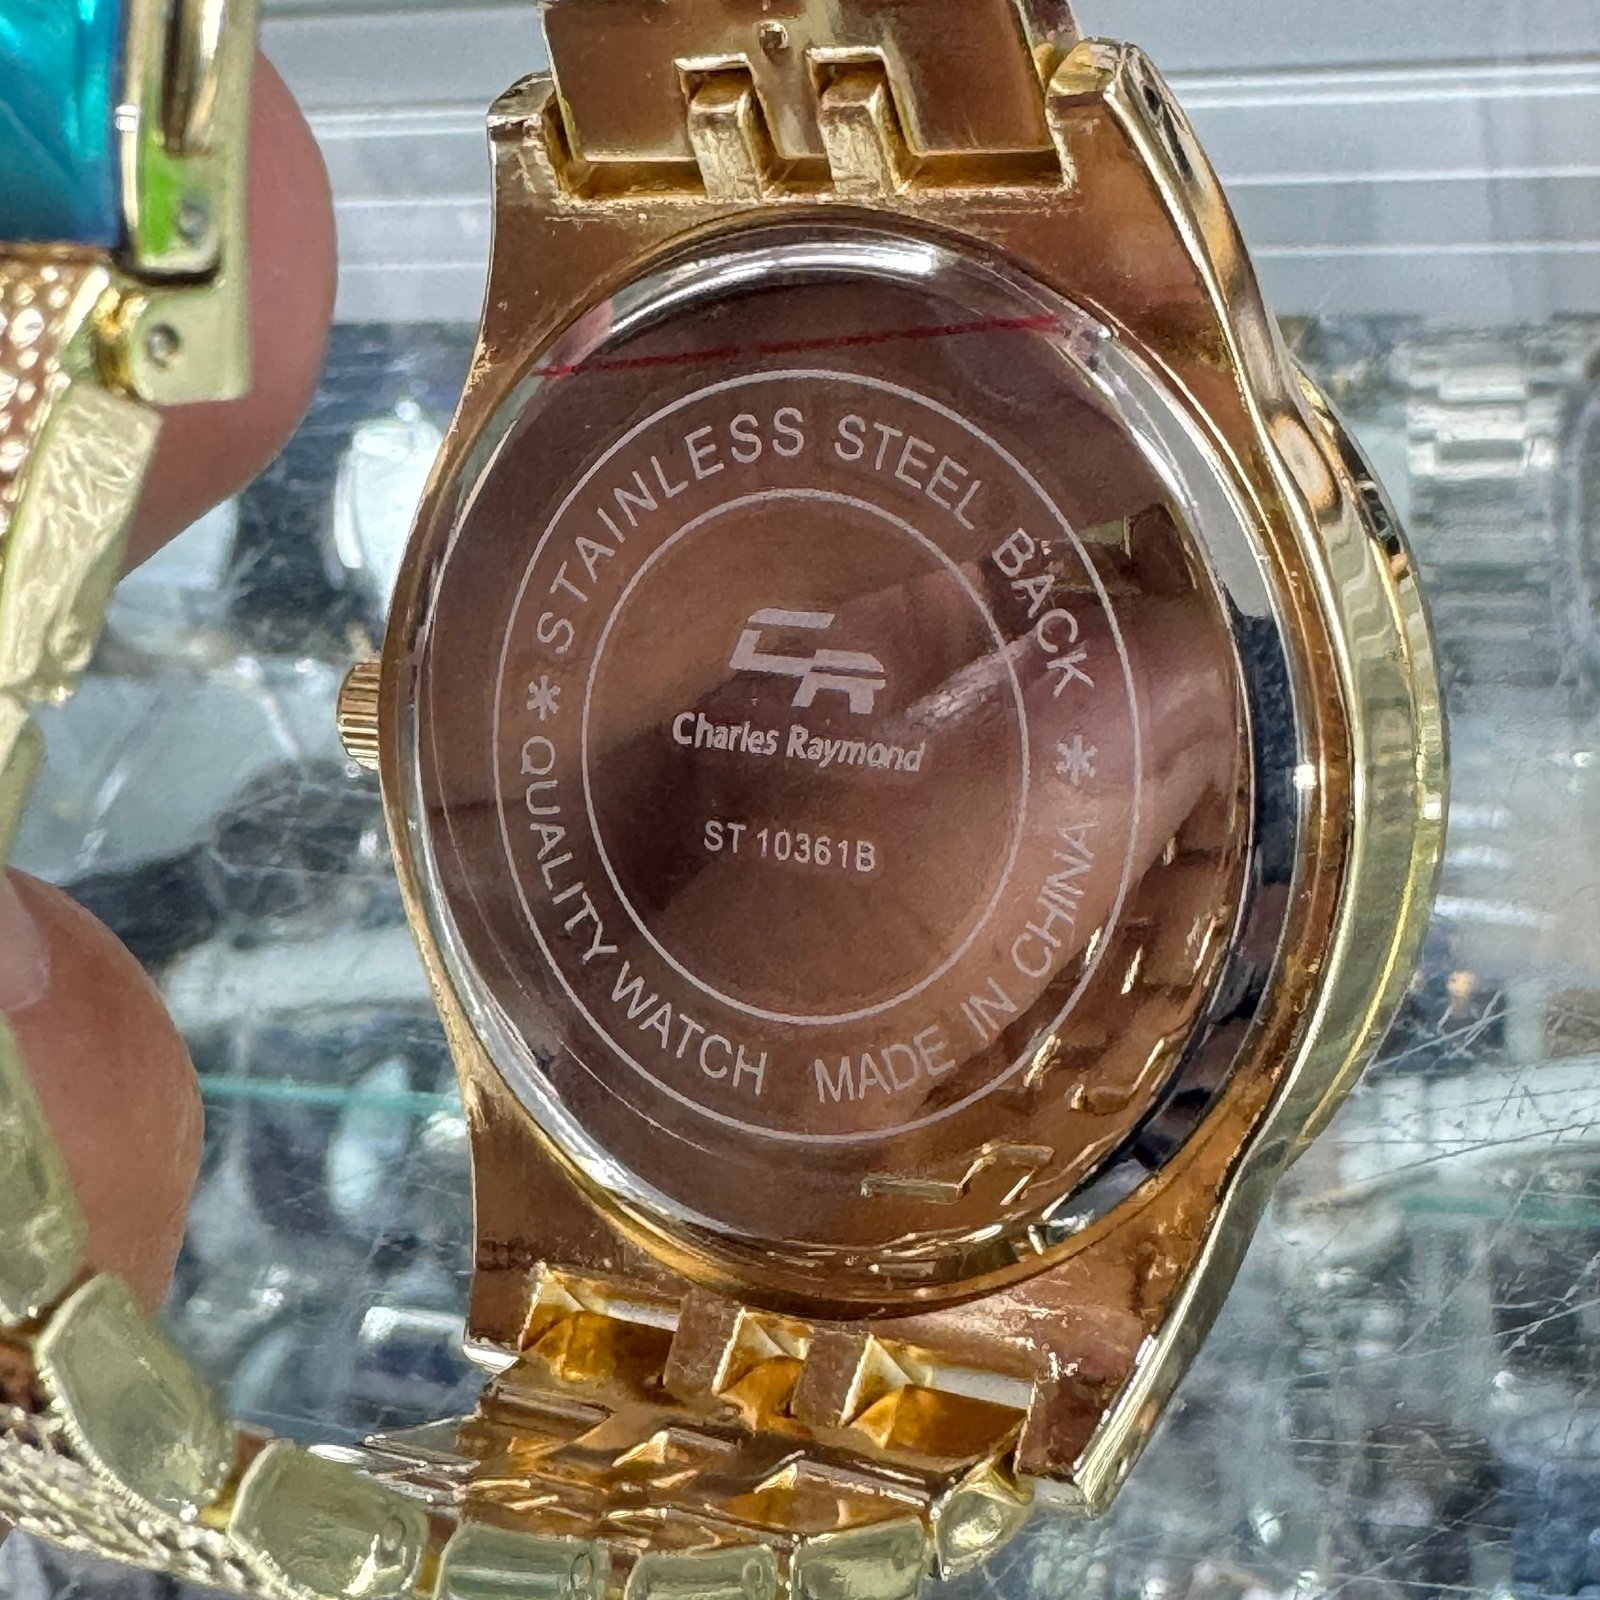 * STAINLESS STEEL BACK *
CR
Charles Raymond
ST 10361B
QUALITY WATCH MADE IN CHINA